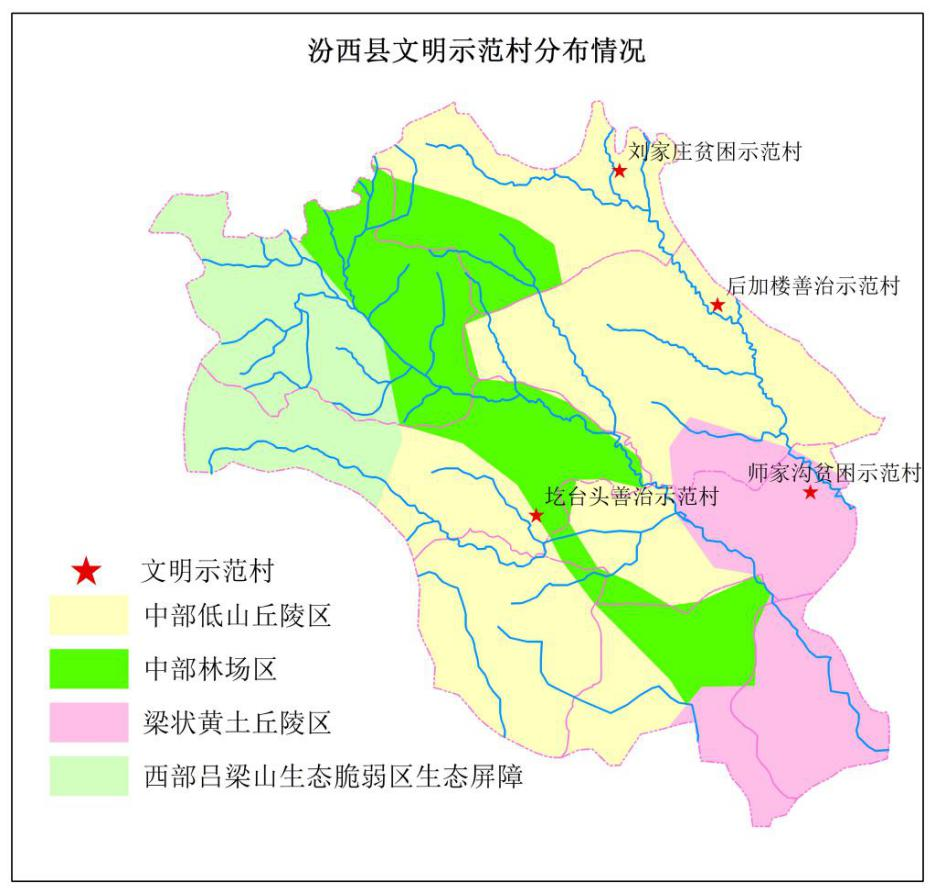 汾西县文明示范村分布情况
刘家庄贫困示范村
后加楼善治示范村
师家沟贫困示范村
圪台头善治示范村
文明示范村
中部低山丘陵区
中部林场区
梁状黄土丘陵区
西部吕梁山生态脆弱区生态屏障